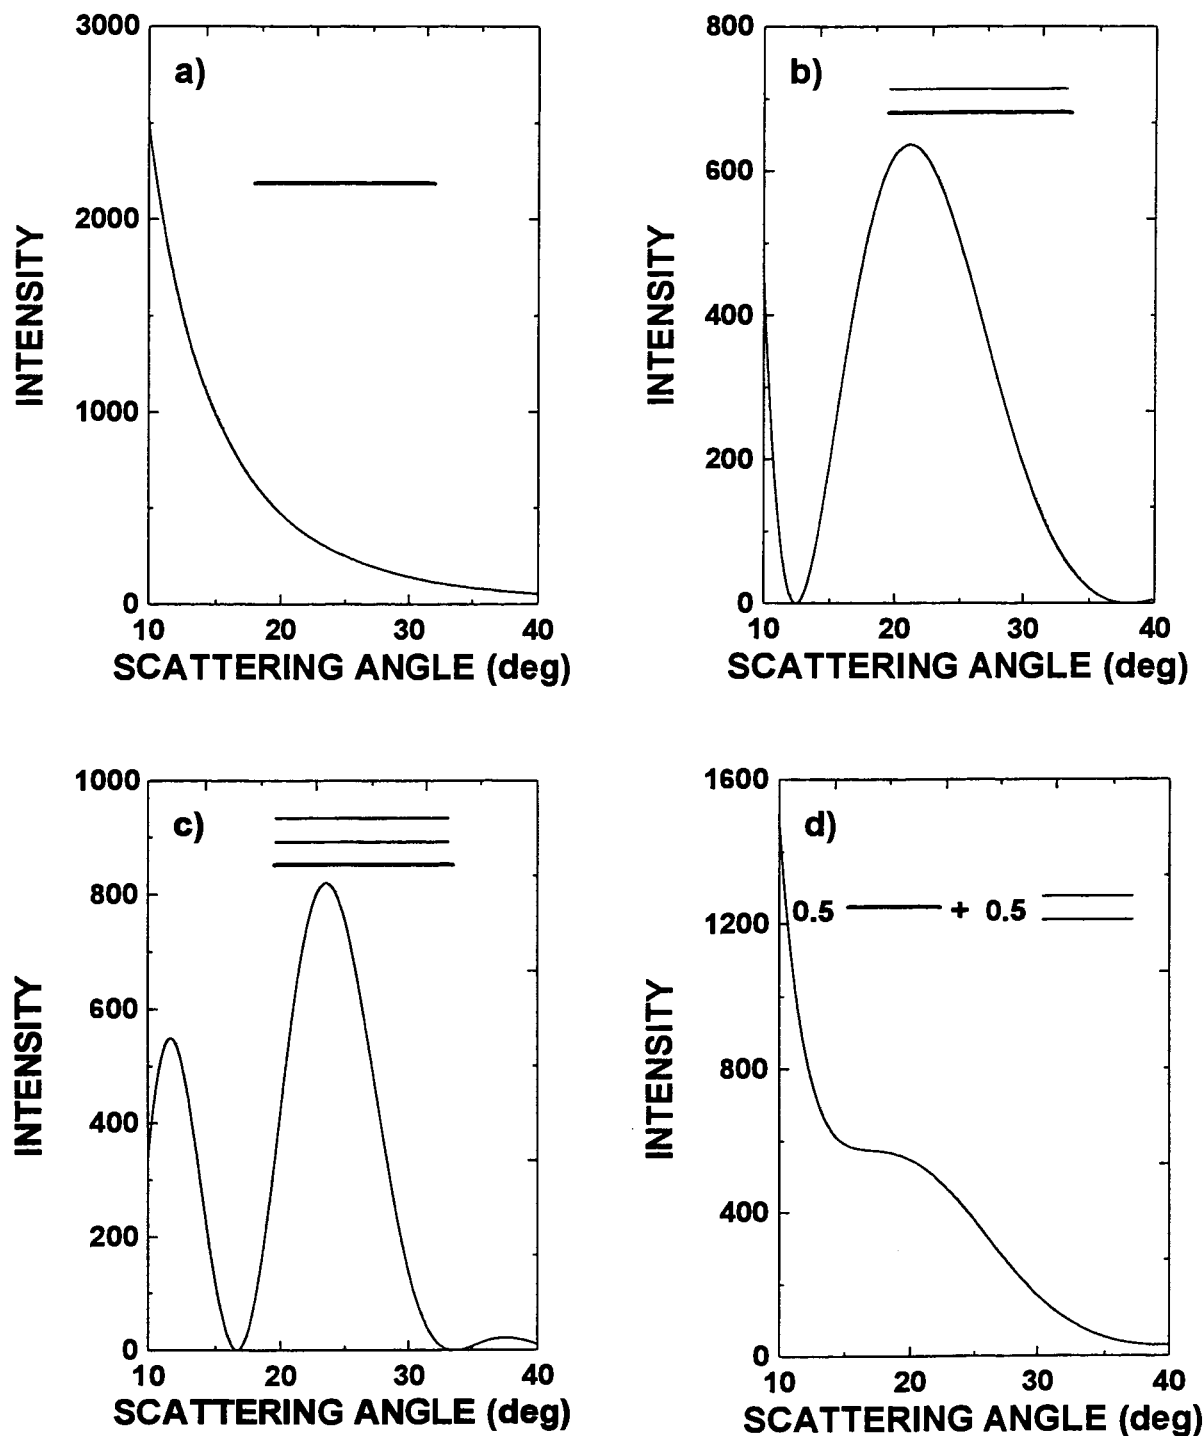 a)
INTENSITY
3000
2000
1000
0
10 20 30 40
SCATTERING ANGLE (deg)
b)
INTENSITY
800
600
400
200
0
10 20 30 40
SCATTERING ANGLE (deg)
c)
INTENSITY
1000
800
600
400
200
0
10 20 30 40
SCATTERING ANGLE (deg)
d)
0.5 + 0.5
INTENSITY
1600
1200
800
400
0
10 20 30 40
SCATTERING ANGLE (deg)